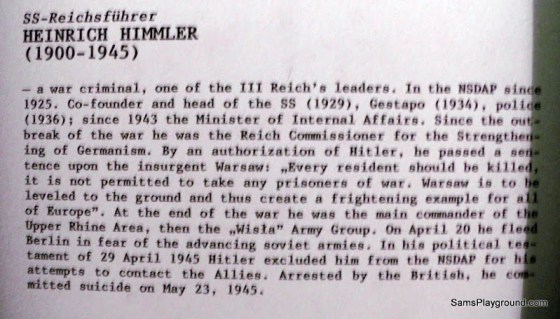 SS-Reichsführer
HEINRICH HIMMLER
(1900-1945)
— a war criminal, one of the III Reich's leaders. In the NSDAP since
1925. Co-founder and head of the SS (1929), Gestapo (1934), police
(1936); since 1943 the Minister of Internal Affairs. Since the out-
break of the war he was the Reich Commissioner for the Strengthen-
ing of Germanism. By an authorization of Hitler, he passed a sen-
tence upon the insurgent Warsaw: „Every resident should be killed,
it is not permitted to take any prisoners of war. Warsaw is to be
leveled to the ground and thus create a frightening example for all
of Europe". At the end of the war he was the main commander of the
Upper Rhine Area, then the „Wisła" Army Group. On April 20 he fleed
Berlin in fear of the advancing soviet armies. In his political tes-
tament of 29 April 1945 Hitler excluded him from the NSDAP for his
attempts to contact the Allies. Arrested by the British, he com-
mitted suicide on May 23, 1945.
SamsPlayground.com